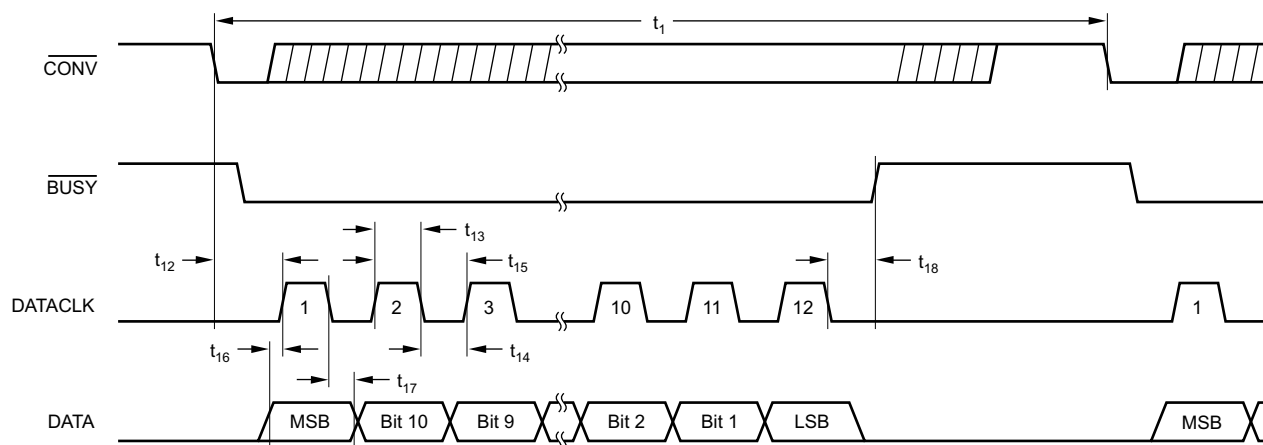 t1
CONV
BUSY
t13
t12
t15
t18
DATACLK
1
2
3
10
11
12
1
t16
t14
t17
DATA
MSB
Bit 10
Bit 9
Bit 2
Bit 1
LSB
MSB